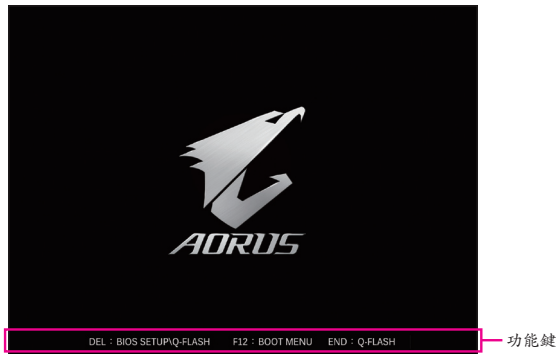 AORUS
DEL：BIOS SETUP\Q-FLASH F12：BOOT MENU END：Q-FLASH
功能鍵